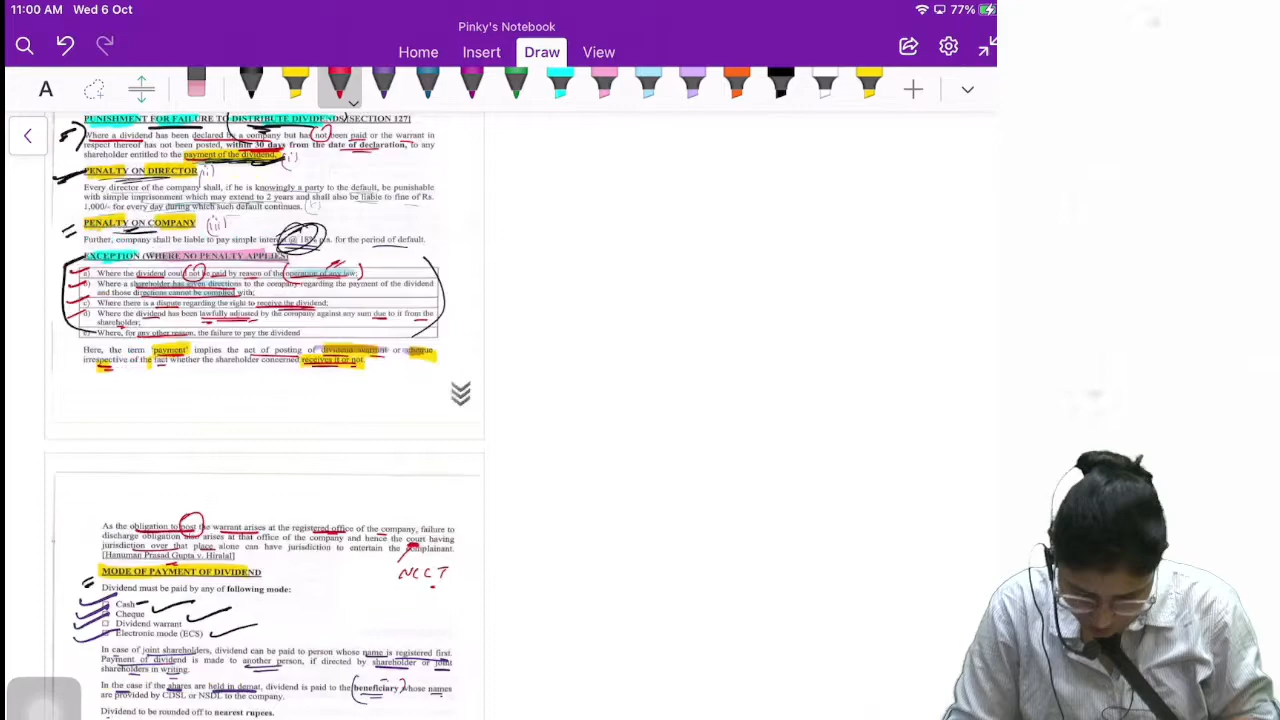 11:00 AM Wed 6 Oct
77%
Pinky's Notebook
Home Insert Draw View
A
PUNISHMENT FOR FAILURE TO DISTRIBUTE DIVIDENDS [SECTION 127]
Where a dividend has been declared by a company but has not been paid or the warrant in
respect thereof has not been posted, within 30 days from the date of declaration, to any
shareholder entitled to the payment of the dividend.
(i)
PENALTY ON DIRECTOR (ii)
Every director of the company shall, if he is knowingly a party to the default, be punishable
with simple imprisonment which may extend to 2 years and shall also be liable to fine of Rs.
1,000/- for every day during which such default continues.
PENALTY ON COMPANY (iii)
Further, company shall be liable to pay simple interest @ 18% p.a. for the period of default.
EXCEPTION (WHERE NO PENALTY APPLIES)
a) Where the dividend could not be paid by reason of the operation of any law;
b) Where a shareholder has given directions to the company regarding the payment of the dividend
and those directions cannot be complied with;
c) Where there is a dispute regarding the right to receive the dividend;
d) Where the dividend has been lawfully adjusted by the company against any sum due to it from the
shareholder;
e) Where, for any other reason, the failure to pay the dividend
Here, the term 'payment' implies the act of posting of dividend warrant or cheque
irrespective of the fact whether the shareholder concerned receives it or not.
As the obligation to post the warrant arises at the registered office of the company, failure to
discharge obligation also arises at that office of the company and hence the court having
jurisdiction over that place alone can have jurisdiction to entertain the complainant.
[Hanuman Prasad Gupta v. Hiralal]
NCLT
MODE OF PAYMENT OF DIVIDEND
Dividend must be paid by any of following mode:
Cash
Cheque
Dividend warrant
Electronic mode (ECS)
In case of joint shareholders, dividend can be paid to person whose name is registered first.
Payment of dividend is made to another person, if directed by shareholder or joint
shareholders in writing.
In the case if the shares are held in demat, dividend is paid to the beneficiary whose names
are provided by CDSL or NSDL to the company.
Dividend to be rounded off to nearest rupees.